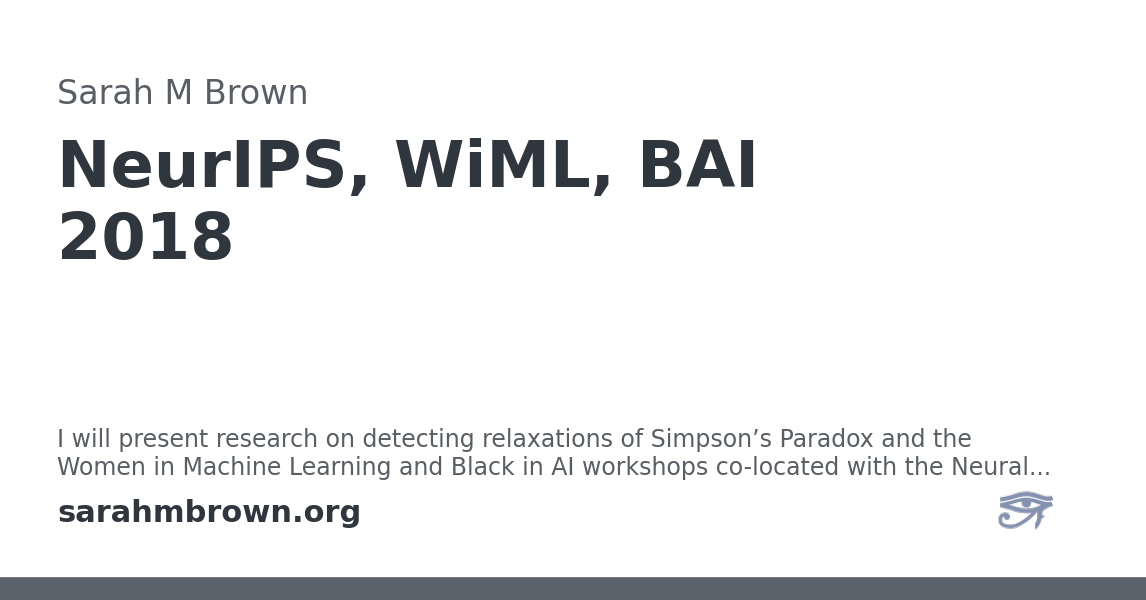 Sarah M Brown
NeurIPS, WiML, BAI
2018
I will present research on detecting relaxations of Simpson’s Paradox and the
Women in Machine Learning and Black in AI workshops co-located with the Neural...
sarahmbrown.org